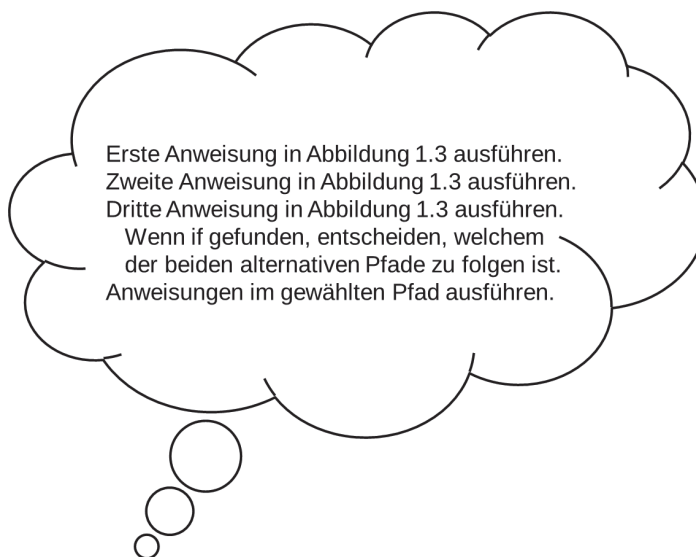 Erste Anweisung in Abbildung 1.3 ausführen.
Zweite Anweisung in Abbildung 1.3 ausführen.
Dritte Anweisung in Abbildung 1.3 ausführen.
Wenn if gefunden, entscheiden, welchem
der beiden alternativen Pfade zu folgen ist.
Anweisungen im gewählten Pfad ausführen.